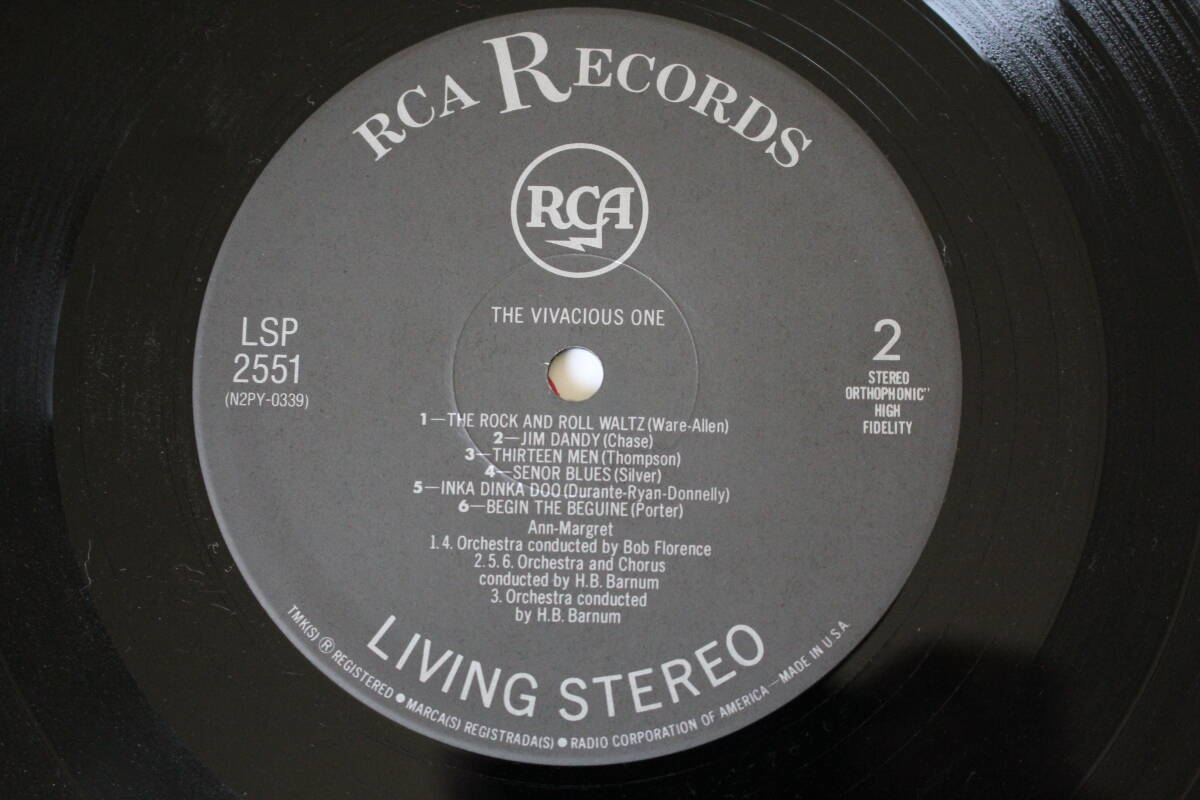 RCA RECORDS
RCA
THE VIVACIOUS ONE
LSP
2551
(N2PY-0339)
2
STEREO
ORTHOPHONIC"
HIGH
FIDELITY
1—THE ROCK AND ROLL WALTZ (Ware-Allen)
2—JIM DANDY (Chase)
3—THIRTEEN MEN (Thompson)
4—SENOR BLUES (Silver)
5—INKA DINKA DOO (Durante-Ryan-Donnelly)
6—BEGIN THE BEGUINE (Porter)
Ann-Margret
1.4. Orchestra conducted by Bob Florence
2.5.6. Orchestra and Chorus
conducted by H.B. Barnum
3. Orchestra conducted
by H.B. Barnum
LIVING STEREO
TMK(S) ® REGISTERED ● MARCA(S) REGISTRADA(S) ● RADIO CORPORATION OF AMERICA—MADE IN U.S.A.